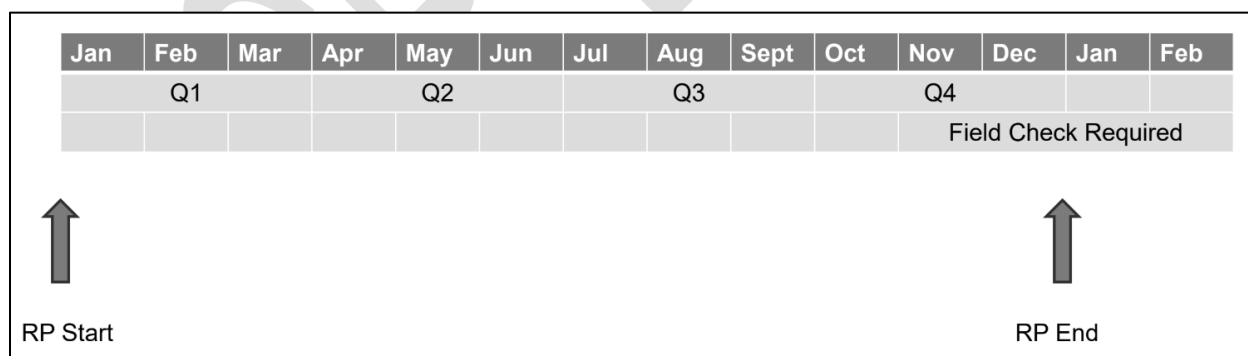 Jan Feb Mar Apr May Jun Jul Aug Sept Oct Nov Dec Jan Feb
Q1 Q2 Q3 Q4
Field Check Required
RP Start RP End